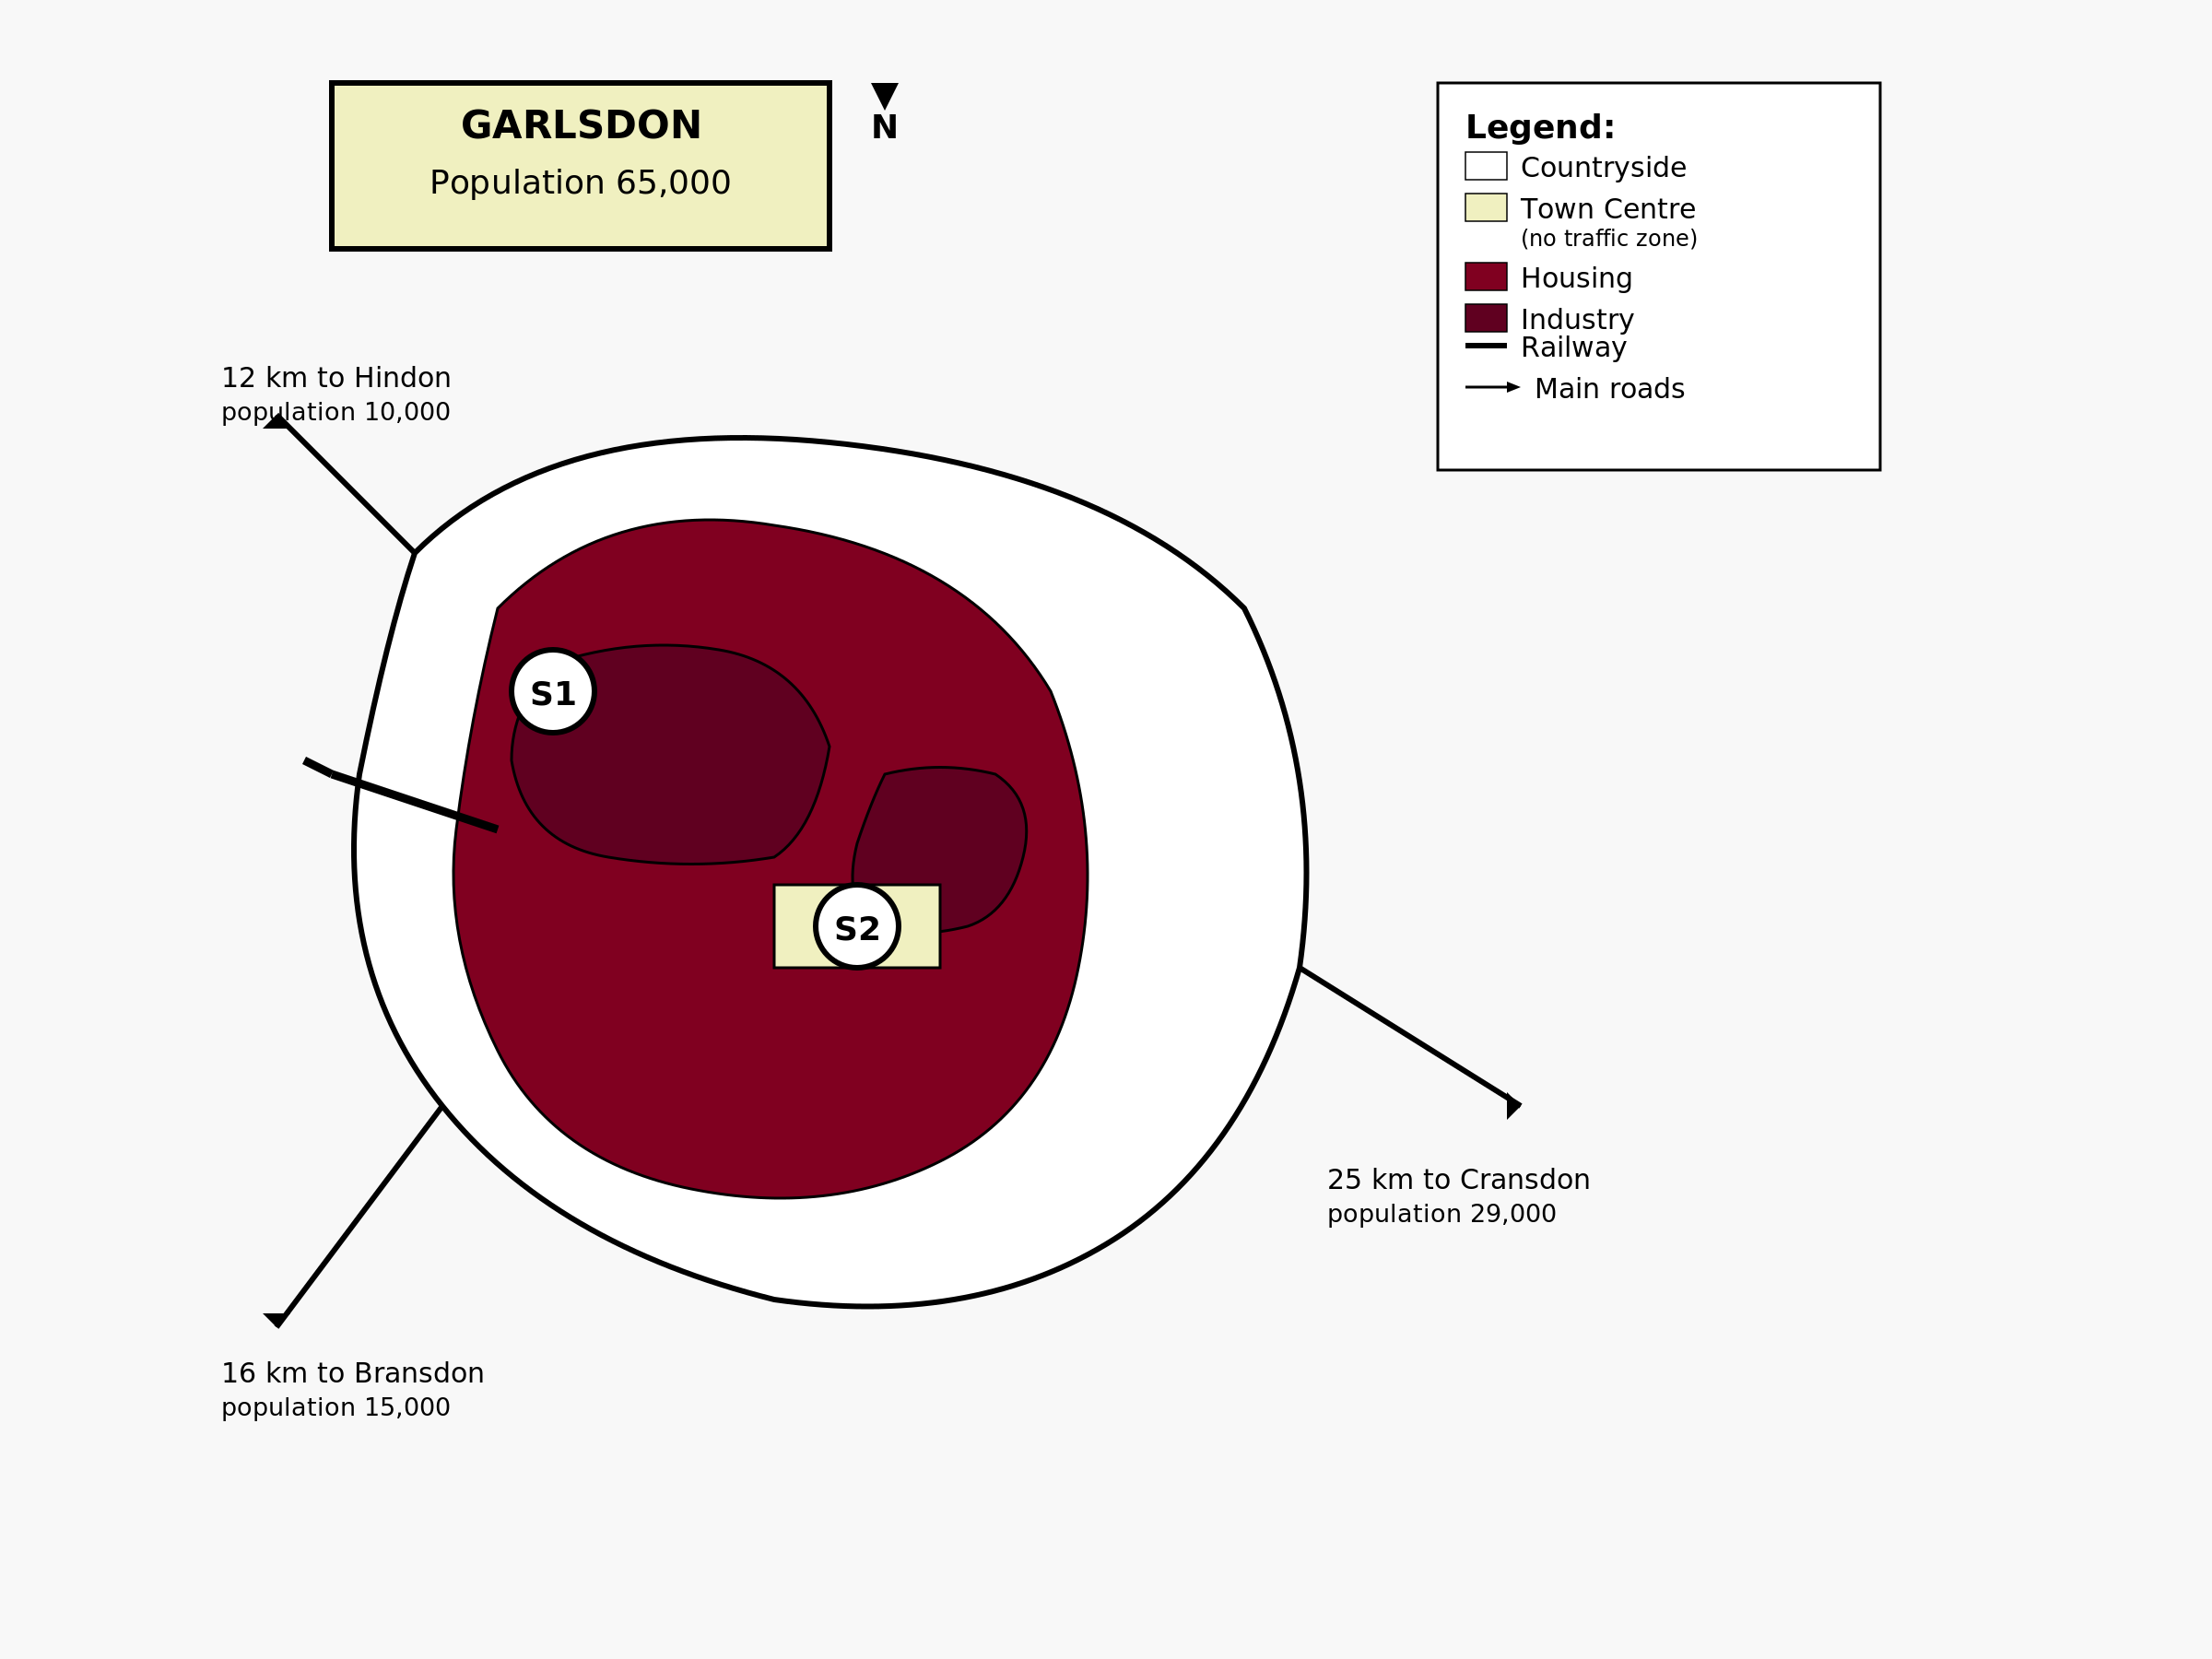 GARLSDON
Population 65,000
N
Legend:
Countryside
Town Centre
(no traffic zone)
Housing
Industry
Railway
Main roads
12 km to Hindon
population 10,000
S1
S2
25 km to Cransdon
population 29,000
16 km to Bransdon
population 15,000